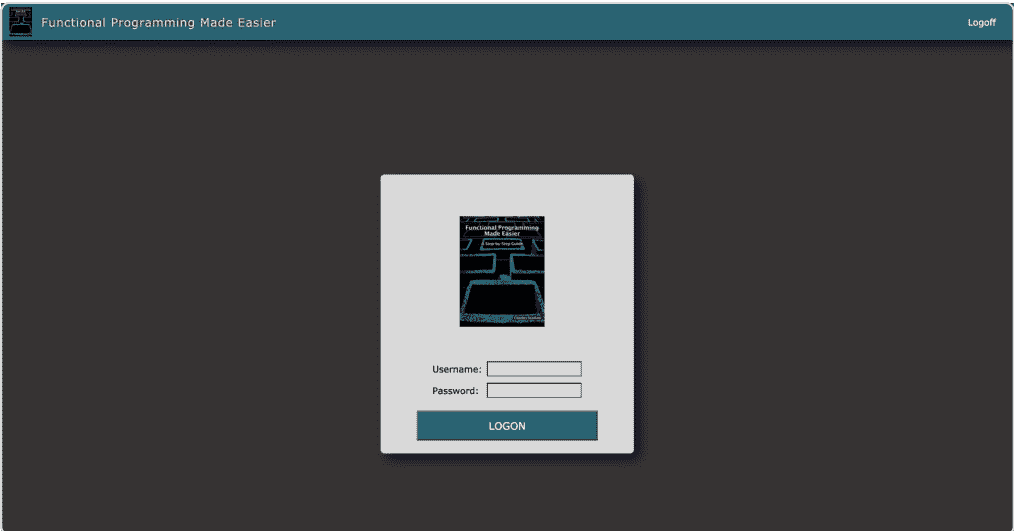 Functional Programming Made Easier
Logoff
Functional Programming
Made Easier
A Step-by-Step Guide
Username:
Password:
LOGON